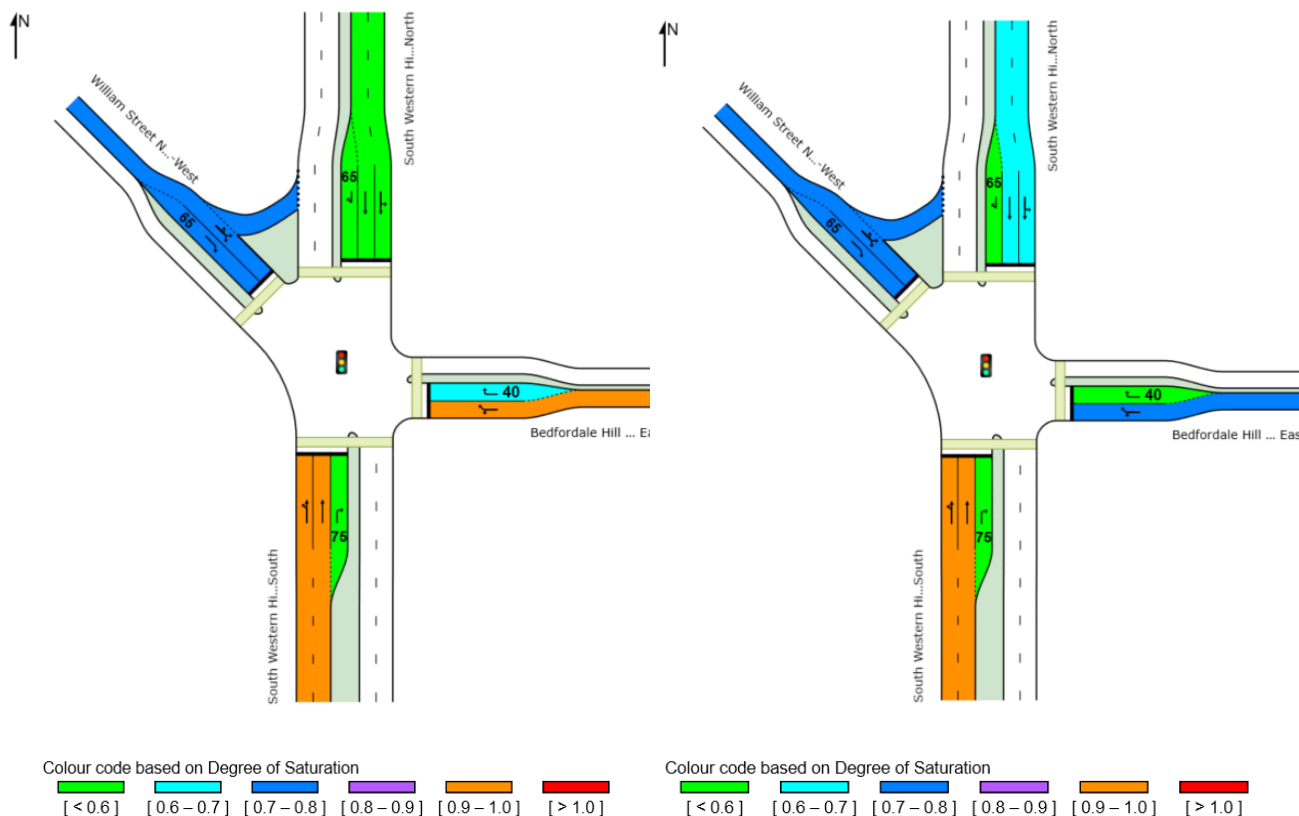 N
South Western Hi...North
William Street N...-West
65
65
40
Bedfordale Hill ... Ea
South Western Hi...South
75
Colour code based on Degree of Saturation
[ < 0.6 ] [ 0.6 – 0.7 ] [ 0.7 – 0.8 ] [ 0.8 – 0.9 ] [ 0.9 – 1.0 ] [ > 1.0 ]
N
South Western Hi...North
William Street N...-West
65
65
40
Bedfordale Hill ... Eas
South Western Hi...South
75
Colour code based on Degree of Saturation
[ < 0.6 ] [ 0.6 – 0.7 ] [ 0.7 – 0.8 ] [ 0.8 – 0.9 ] [ 0.9 – 1.0 ] [ > 1.0 ]